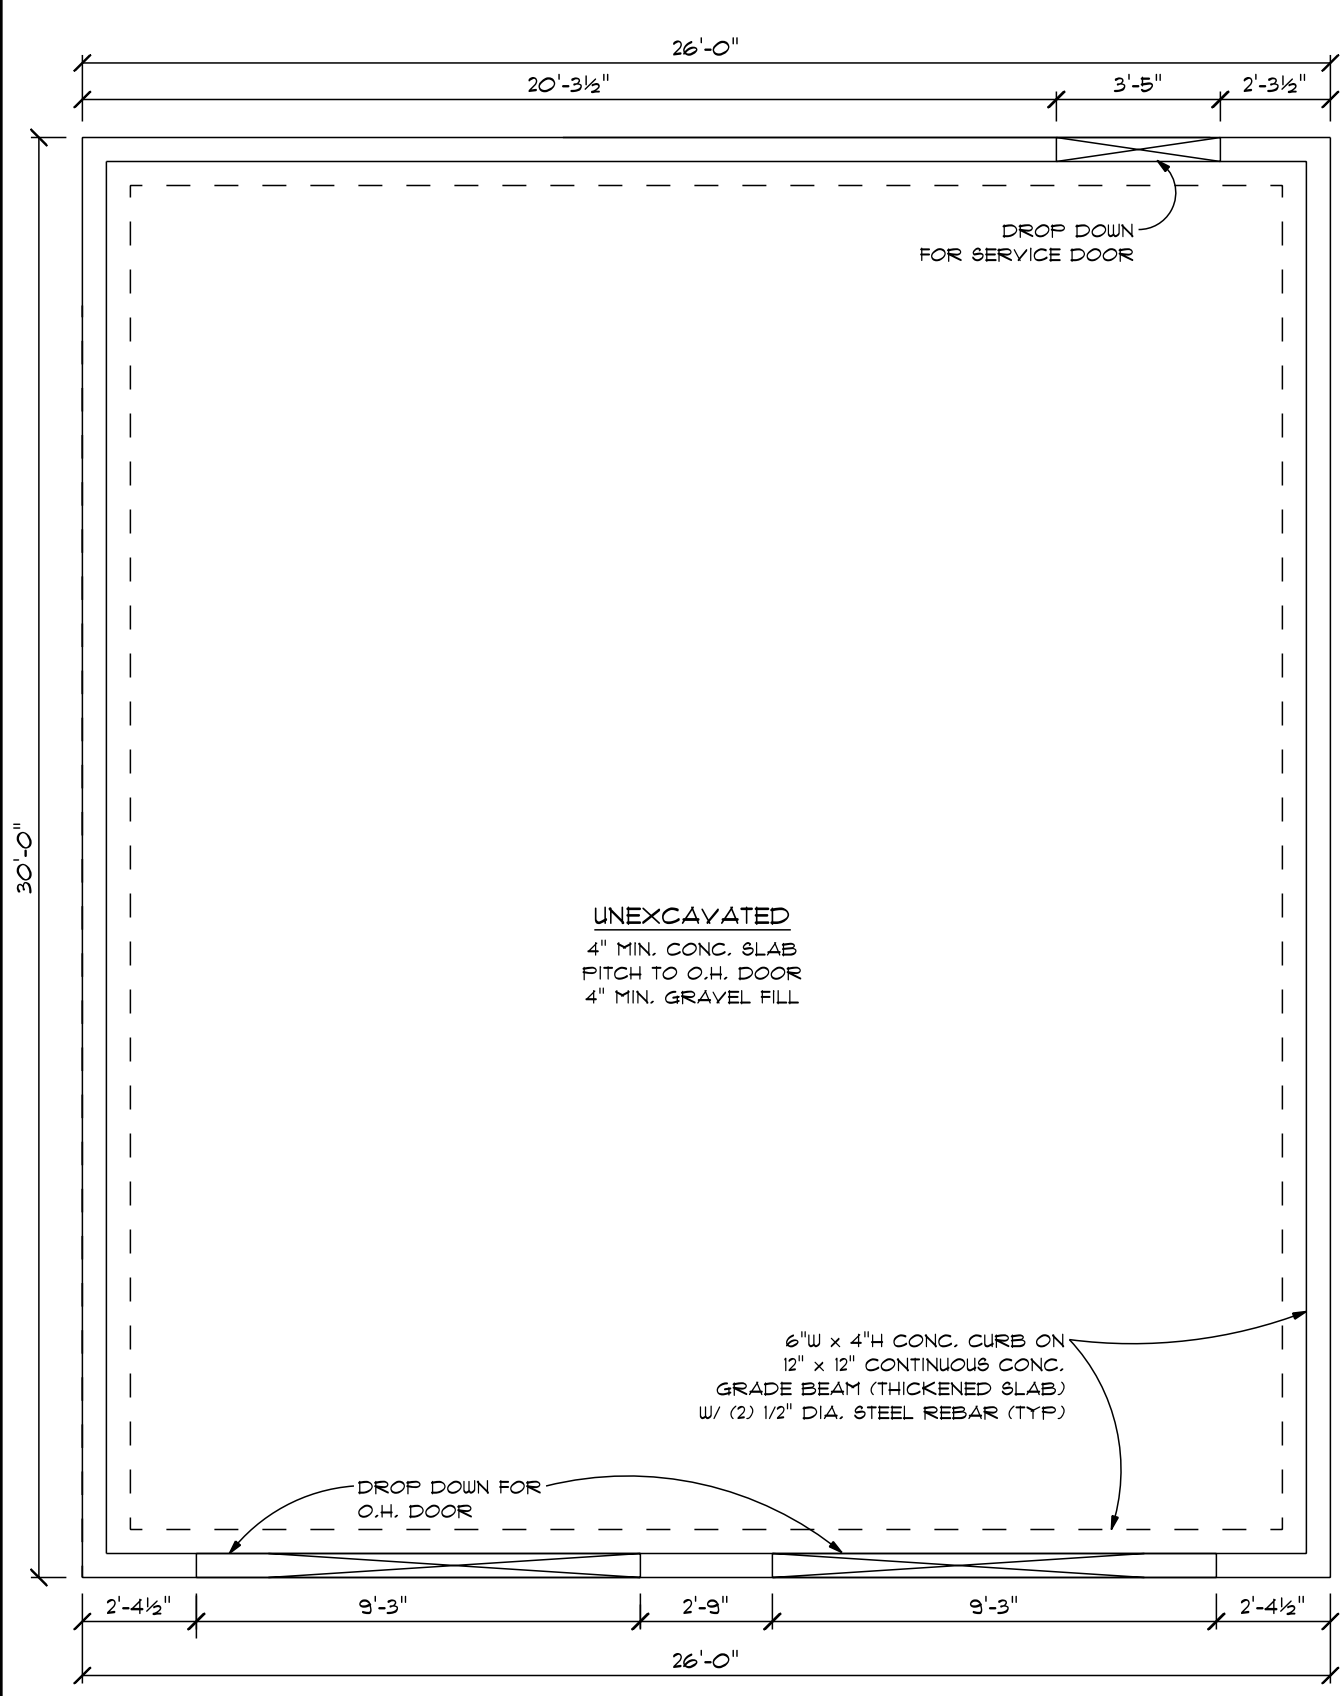 26'-0"
20'-3½" 3'-5" 2'-3½"
DROP DOWN
FOR SERVICE DOOR
30'-0"
UNEXCAVATED
4" MIN. CONC. SLAB
PITCH TO O.H. DOOR
4" MIN. GRAVEL FILL
6"W x 4"H CONC. CURB ON
12" x 12" CONTINUOUS CONC.
GRADE BEAM (THICKENED SLAB)
W/ (2) 1/2" DIA. STEEL REBAR (TYP)
DROP DOWN FOR
O.H. DOOR
2'-4½" 9'-3" 2'-9" 9'-3" 2'-4½"
26'-0"